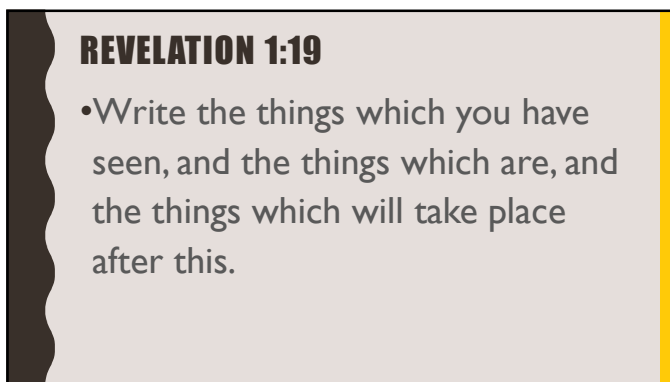 REVELATION 1:19
•Write the things which you have
seen, and the things which are, and
the things which will take place
after this.